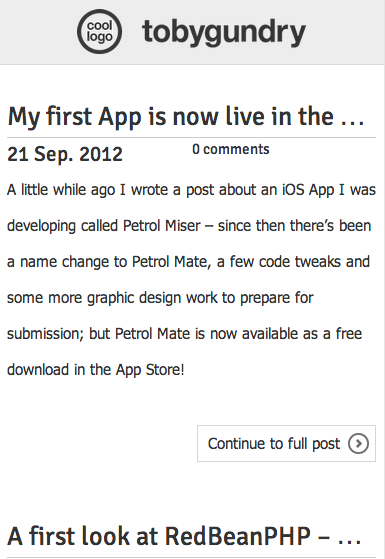 cool
logo
tobygundry
My first App is now live in the ...
21 Sep. 2012
0 comments
A little while ago I wrote a post about an iOS App I was
developing called Petrol Miser – since then there's been
a name change to Petrol Mate, a few code tweaks and
some more graphic design work to prepare for
submission; but Petrol Mate is now available as a free
download in the App Store!
Continue to full post
A first look at RedBeanPHP – ...